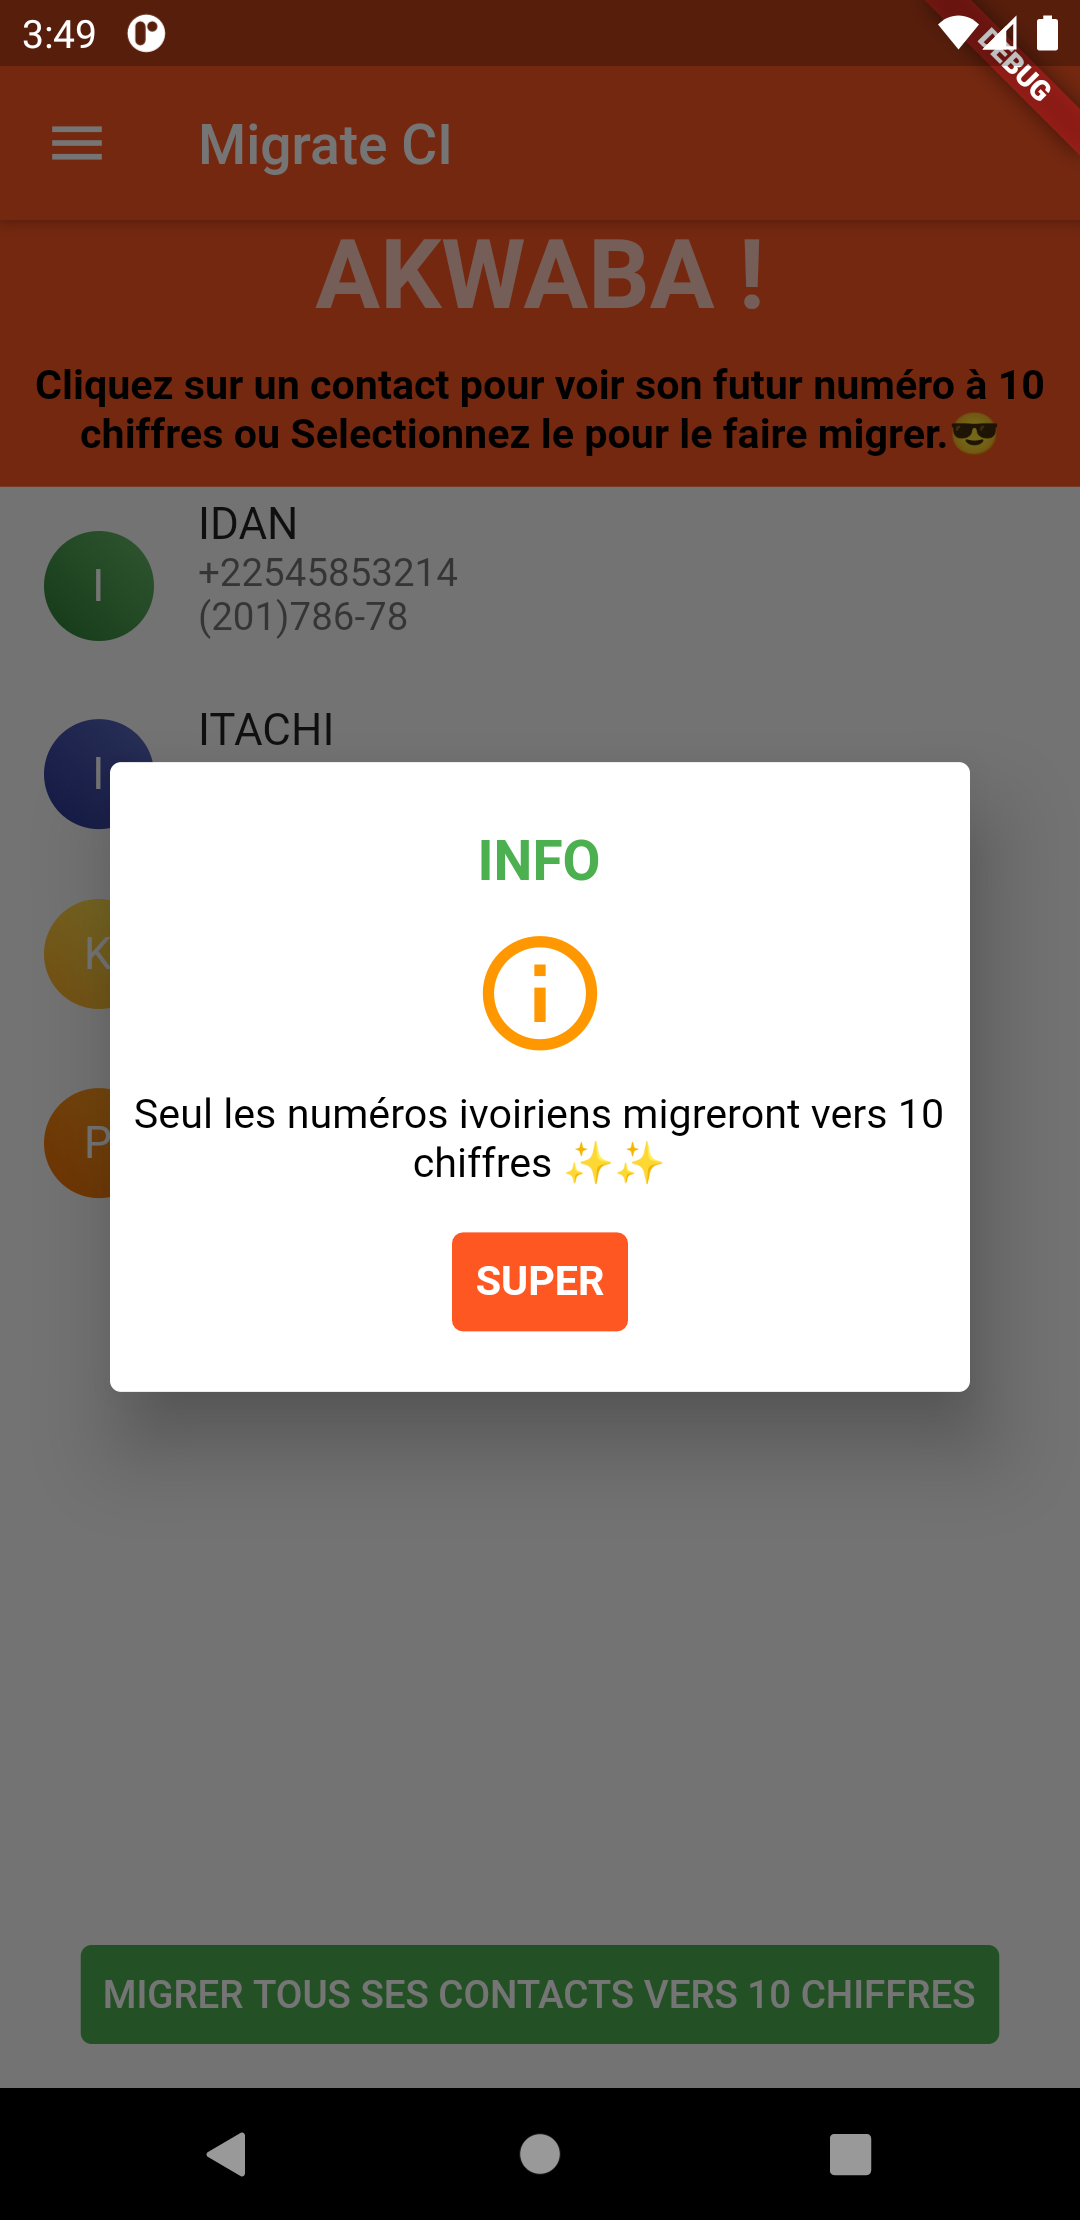 3:49
DEBUG
Migrate CI
AKWABA !
Cliquez sur un contact pour voir son futur numéro à 10
chiffres ou Selectionnez le pour le faire migrer.😎
I
IDAN
+22545853214
(201)786-78
I
ITACHI
K
P
INFO
Seul les numéros ivoiriens migreront vers 10
chiffres ✨✨
SUPER
MIGRER TOUS SES CONTACTS VERS 10 CHIFFRES